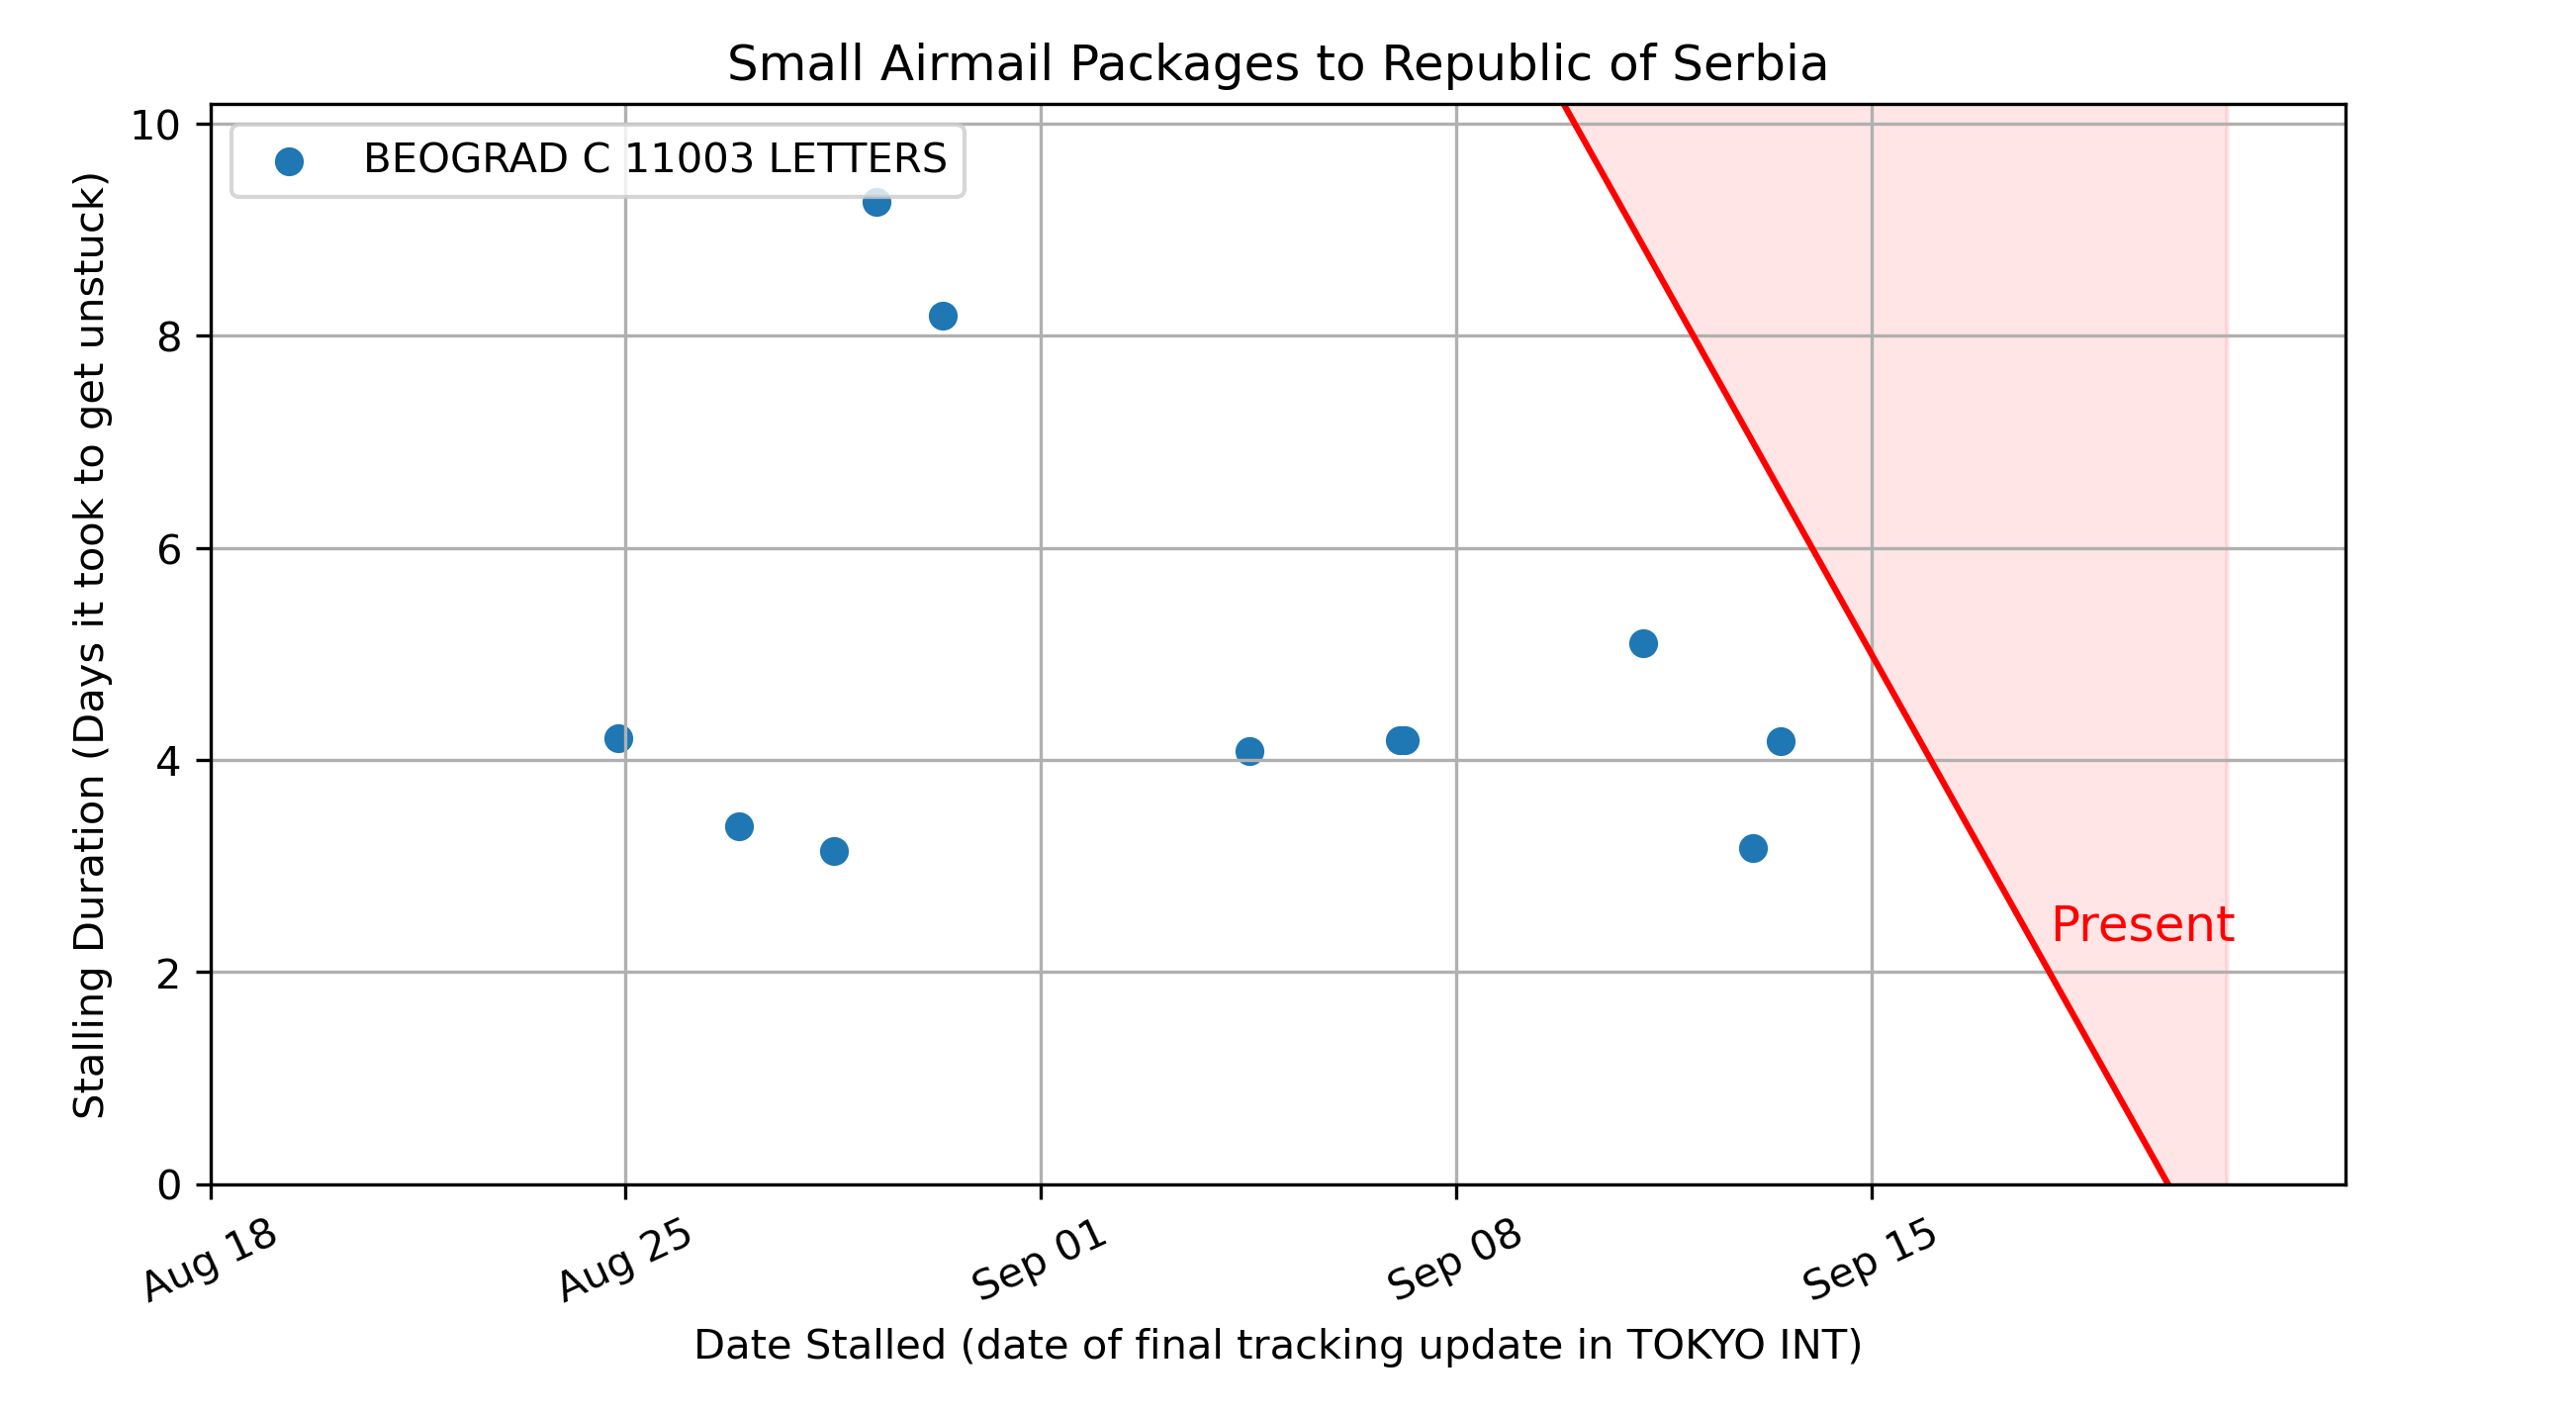 Small Airmail Packages to Republic of Serbia
BEOGRAD C 11003 LETTERS
Stalling Duration (Days it took to get unstuck)
10
8
6
4
2
0
Present
Aug 18
Aug 25
Sep 01
Sep 08
Sep 15
Date Stalled (date of final tracking update in TOKYO INT)